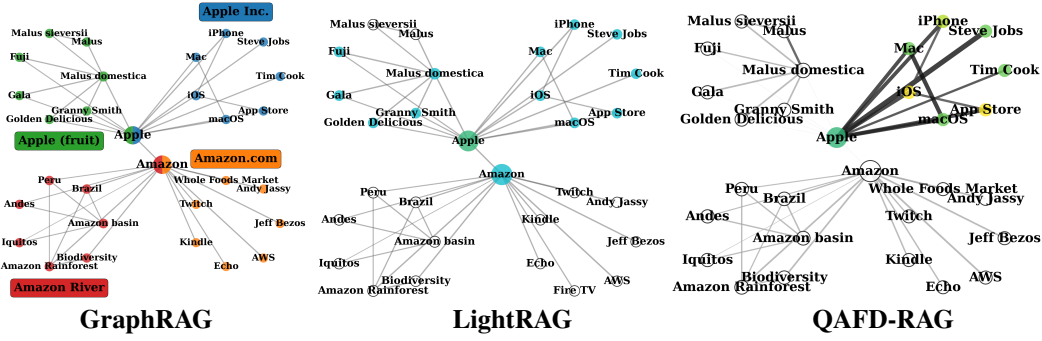 Apple Inc.
Malus sieversii
iPhone
Malus
Steve Jobs
Fuji
Mac
Malus domestica
Tim Cook
Gala
iOS
Granny Smith
App Store
Golden Delicious
macOS
Apple
Apple (fruit)
Amazon.com
Amazon
Peru
Whole Foods Market
Brazil
Andy Jassy
Andes
Twitch
Amazon basin
Jeff Bezos
Iquitos
Kindle
Biodiversity
AWS
Amazon Rainforest
Echo
Amazon River
GraphRAG
Malus sieversii
iPhone
Malus
Steve Jobs
Fuji
Mac
Malus domestica
Tim Cook
Gala
iOS
Granny Smith
App Store
Golden Delicious
macOS
Apple
Amazon
Peru
Twitch
Brazil
Andy Jassy
Andes
Kindle
Amazon basin
Jeff Bezos
Iquitos
Echo
Biodiversity
AWS
Amazon Rainforest
Fire TV
LightRAG
Malus sieversii
iPhone
Malus
Steve Jobs
Fuji
Mac
Malus domestica
Tim Cook
Gala
iOS
Granny Smith
App Store
Golden Delicious
macOS
Apple
Amazon
Peru
Whole Foods Market
Brazil
Andy Jassy
Andes
Twitch
Amazon basin
Jeff Bezos
Iquitos
Kindle
Biodiversity
AWS
Amazon Rainforest
Echo
QAFD-RAG